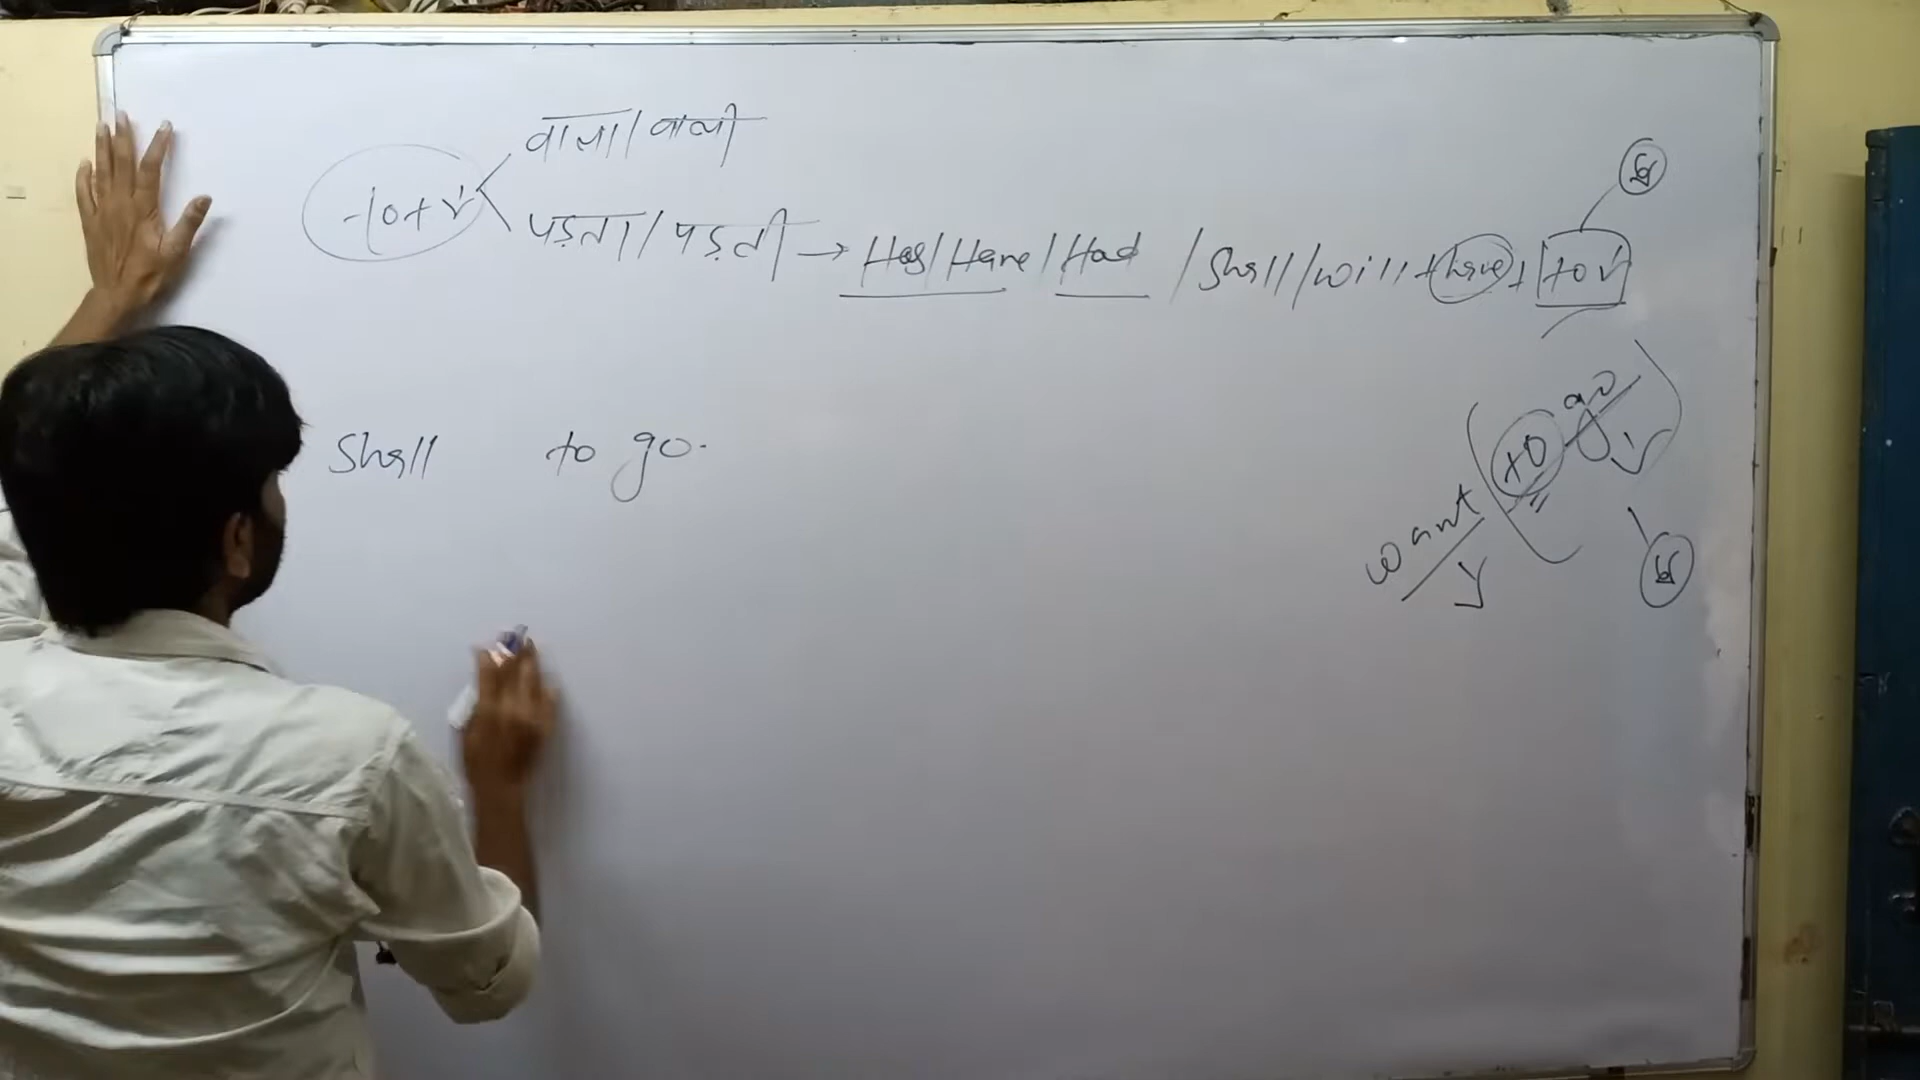 वाला/वाली
to+V
पड़ता/पड़ती → Has/Have/Had/Shall/will+have+to V
Shall to go.
want to go